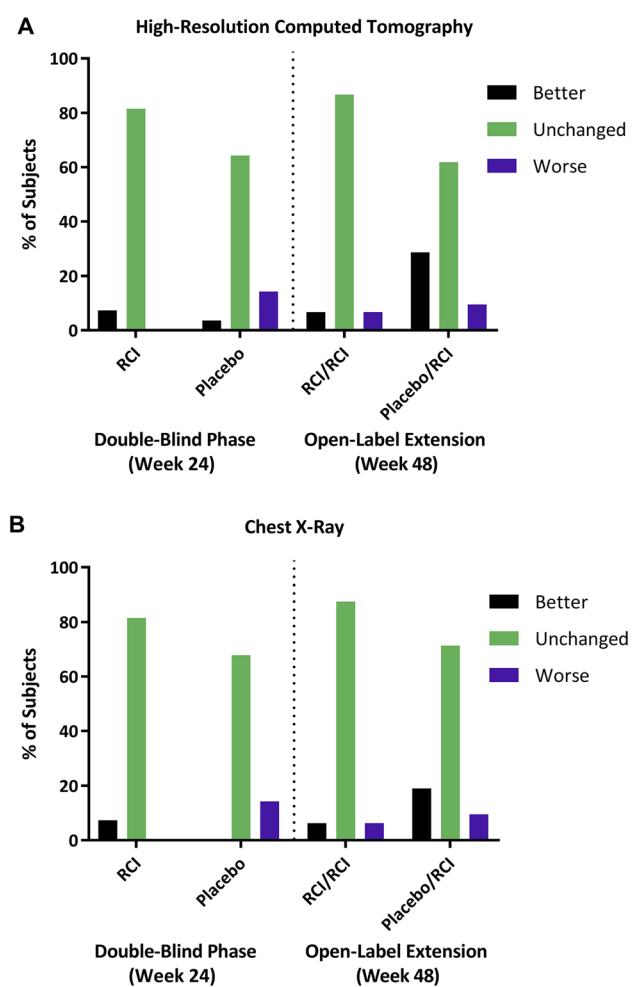 A
High-Resolution Computed Tomography
100
80
60
40
20
0
% of Subjects
Better
Unchanged
Worse
RCI
Placebo
RCI/RCI
Placebo/RCI
Double-Blind Phase
(Week 24)
Open-Label Extension
(Week 48)
B
Chest X-Ray
100
80
60
40
20
0
% of Subjects
Better
Unchanged
Worse
RCI
Placebo
RCI/RCI
Placebo/RCI
Double-Blind Phase
(Week 24)
Open-Label Extension
(Week 48)